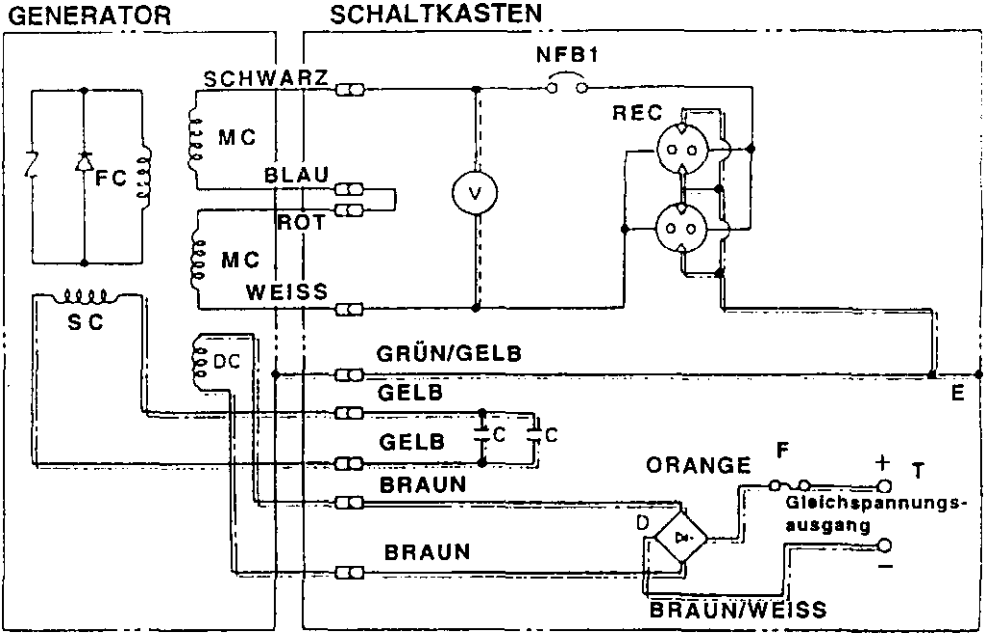 GENERATOR
SCHALTKASTEN
NFB1
SCHWARZ
REC
MC
FC
BLAU
V
ROT
MC
WEISS
SC
DC
GRÜN/GELB
E
GELB
C
C
GELB
F
+
T
ORANGE
BRAUN
Gleichspannungs-
ausgang
D
BRAUN
−
BRAUN/WEISS